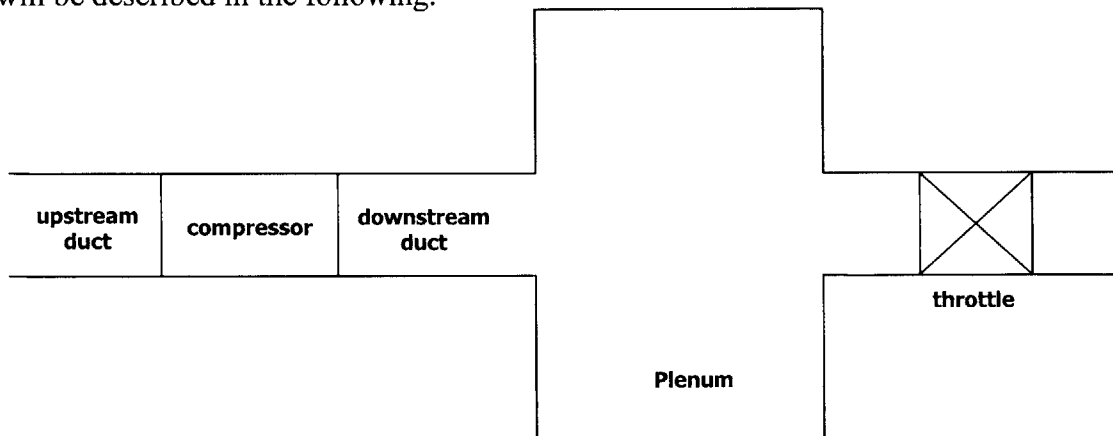 will be described in the following.
upstream
duct
compressor
downstream
duct
throttle
Plenum